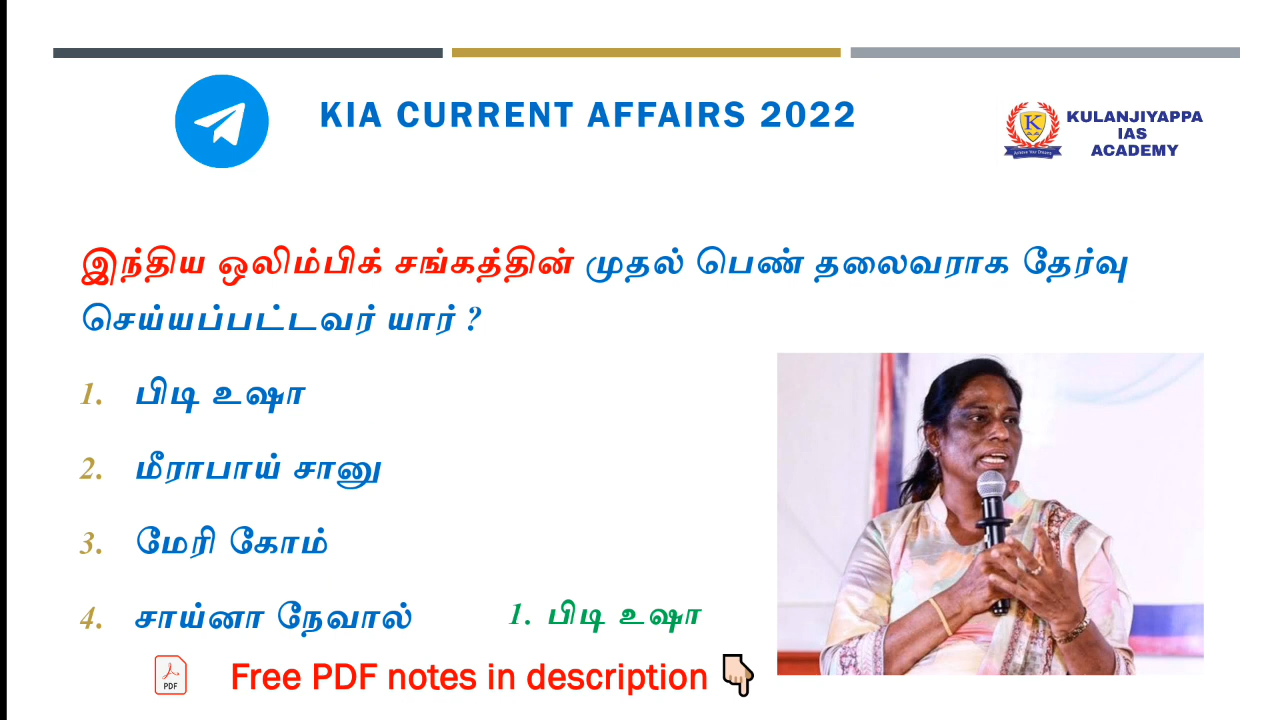 KIA CURRENT AFFAIRS 2022
KULANJIYAPPA
IAS
ACADEMY
இந்திய ஒலிம்பிக் சங்கத்தின் முதல் பெண் தலைவராக தேர்வு
செய்யப்பட்டவர் யார் ?
1. பிடி உஷா
2. மீராபாய் சானு
3. மேரி கோம்
4. சாய்னா நேவால்
1. பிடி உஷா
PDF
Free PDF notes in description